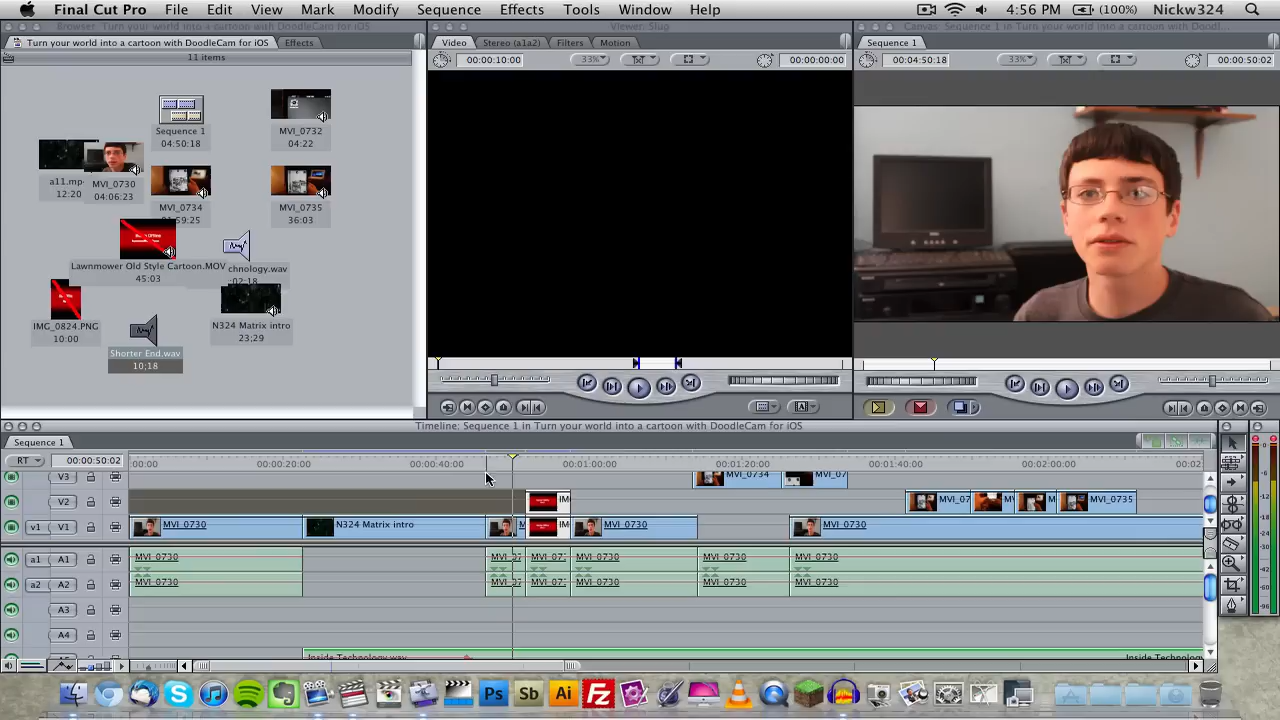 Final Cut Pro File Edit View Mark Modify Sequence Effects Tools Window Help (100%) 4:56 PM Nickw324
Browser: Turn your world into a cartoon with DoodleCam for iOS
Viewer: Slug
Canvas: Sequence 1 in Turn your world into a cartoon with
Turn your world into a cartoon with DoodleCam for iOS Effects
Video Stereo (a1a2) Filters Motion
Sequence 1
11 items
00:00:10:00 33% 00:00:00:00
00:04:50:18 33% 00:00:50:02
Sequence 1
04:50:18
MVI_0732
04:22
a11.mp
12:20
MVI_0730
04:06:23
MVI_0734
59:25
MVI_0735
36:03
Lawnmower Old Style Cartoon.MOV
45:03
chnology.wav
02:18
IMG_0824.PNG
10:00
Shorter End.wav
10;18
N324 Matrix intro
23;29
Timeline: Sequence 1 in Turn your world into a cartoon with DoodleCam for iOS
Sequence 1
RT 00:00:50:02 00:00 00:00:20:00 00:00:40:00 00:01:00:00 00:01:20:00 00:01:40:00 00:02:00:00 00:02
V3 MVI_0734 MVI_07
V2 IM MVI_07 M M MVI_0735
v1 V1 MVI_0730 N324 Matrix intro M IM MVI_0730 MVI_0730
a1 A1 MVI_0730 MVI_07 MVI_07 MVI_0730 MVI_0730 MVI_0730
a2 A2 MVI_0730 MVI_07 MVI_07 MVI_0730 MVI_0730 MVI_0730
A3
A4
Inside Technology.wav Inside Technolog
Ps Sb Ai Fz